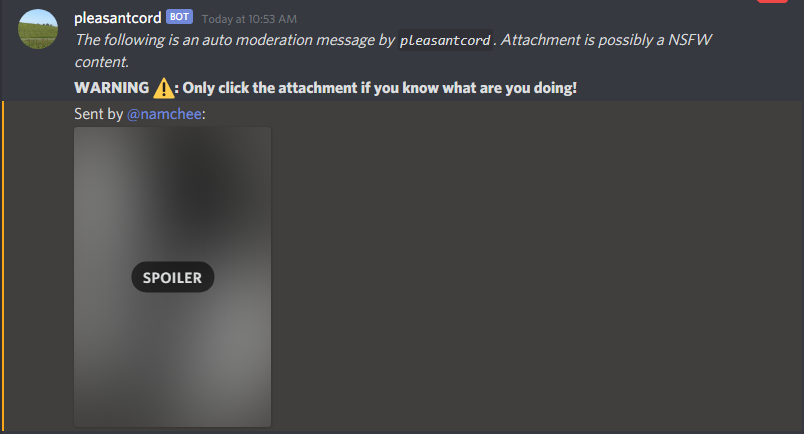 pleasantcord BOT Today at 10:53 AM
The following is an auto moderation message by pleasantcord. Attachment is possibly a NSFW
content.
WARNING ⚠️: Only click the attachment if you know what are you doing!
Sent by @namchee:
SPOILER